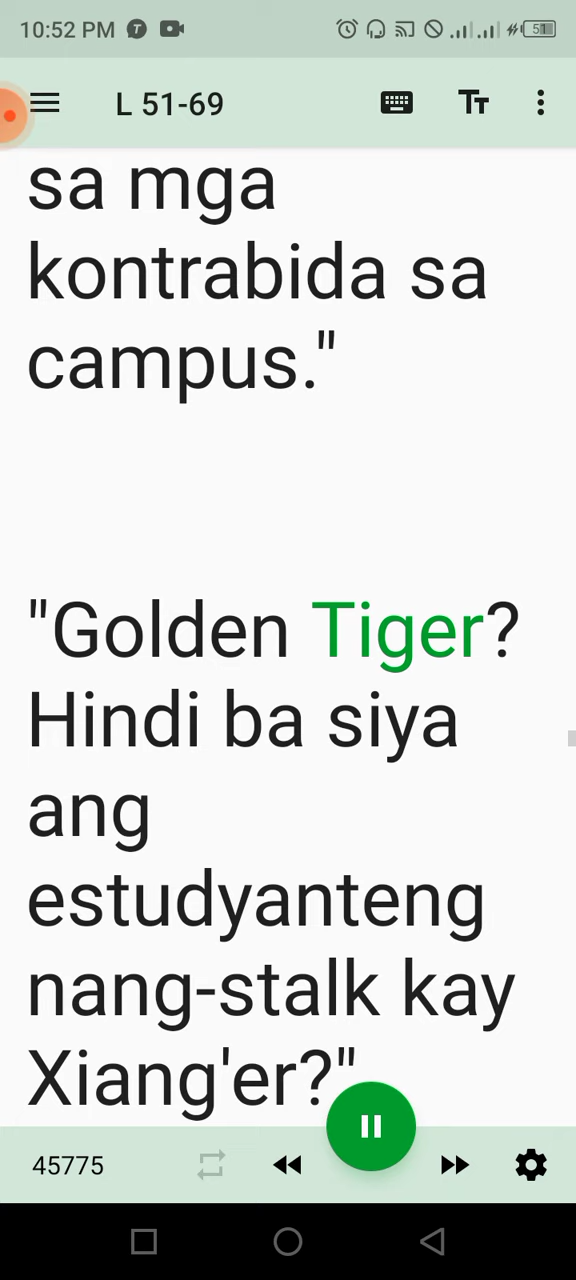 10:52 PM 51
L 51-69
sa mga
kontrabida sa
campus."
"Golden Tiger?
Hindi ba siya
ang
estudyanteng
nang-stalk kay
Xiang'er?"
45775